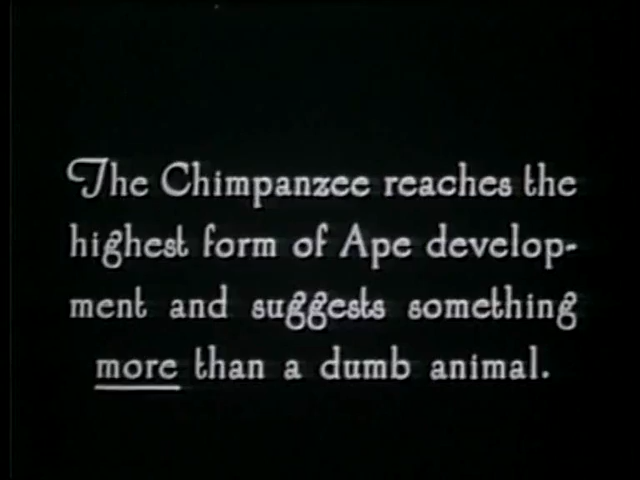 The Chimpanzee reaches the
highest form of Ape develop-
ment and suggests something
more than a dumb animal.